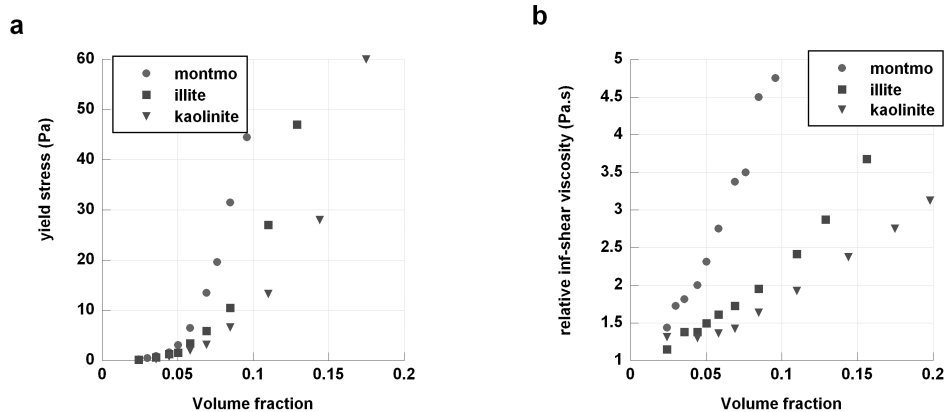 a
60
50
40
30
20
10
0
yield stress (Pa)
montmo
illite
kaolinite
0
0.05
0.1
0.15
0.2
Volume fraction
b
5
4.5
4
3.5
3
2.5
2
1.5
1
relative inf-shear viscosity (Pa.s)
montmo
illite
kaolinite
0
0.05
0.1
0.15
0.2
Volume fraction